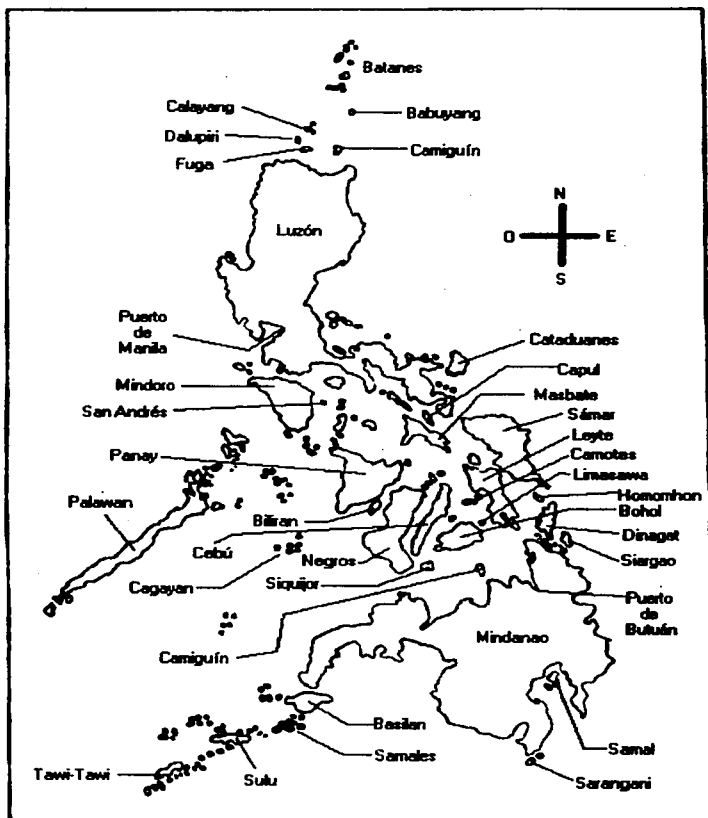 Batanes
Calayang
Babuyang
Dalupiri
Fuga
Camiguín
Luzón
N
O
E
S
Puerto
de
Manila
Cataduanes
Mindoro
Capul
San Andrés
Masbate
Sámar
Leyte
Panay
Camotas
Limasawa
Palawan
Homomhon
Biliran
Bohol
Cebú
Dinagat
Negros
Siargao
Cagayan
Siquijor
Puerto
de
Butuán
Mindanao
Camiguín
Basilan
Samales
Samal
Tawi-Tawi
Sulu
Sarangani